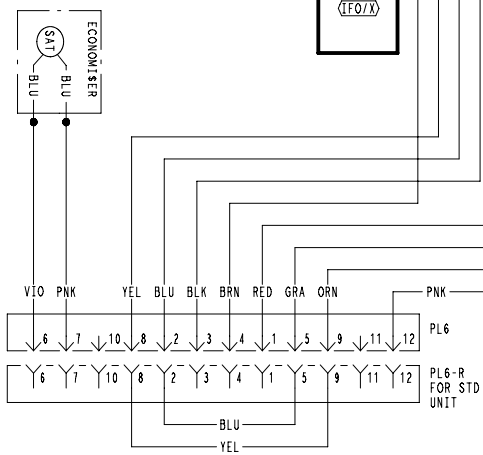 IFO/X
ECONOMISER
SAT
BLU BLU
VIO PNK YEL BLU BLK BRN RED GRA ORN PNK
6 7 10 8 2 3 4 1 5 9 11 12
PL6
6 7 10 8 2 3 4 1 5 9 11 12
PL6-R
FOR STD
UNIT
BLU
YEL